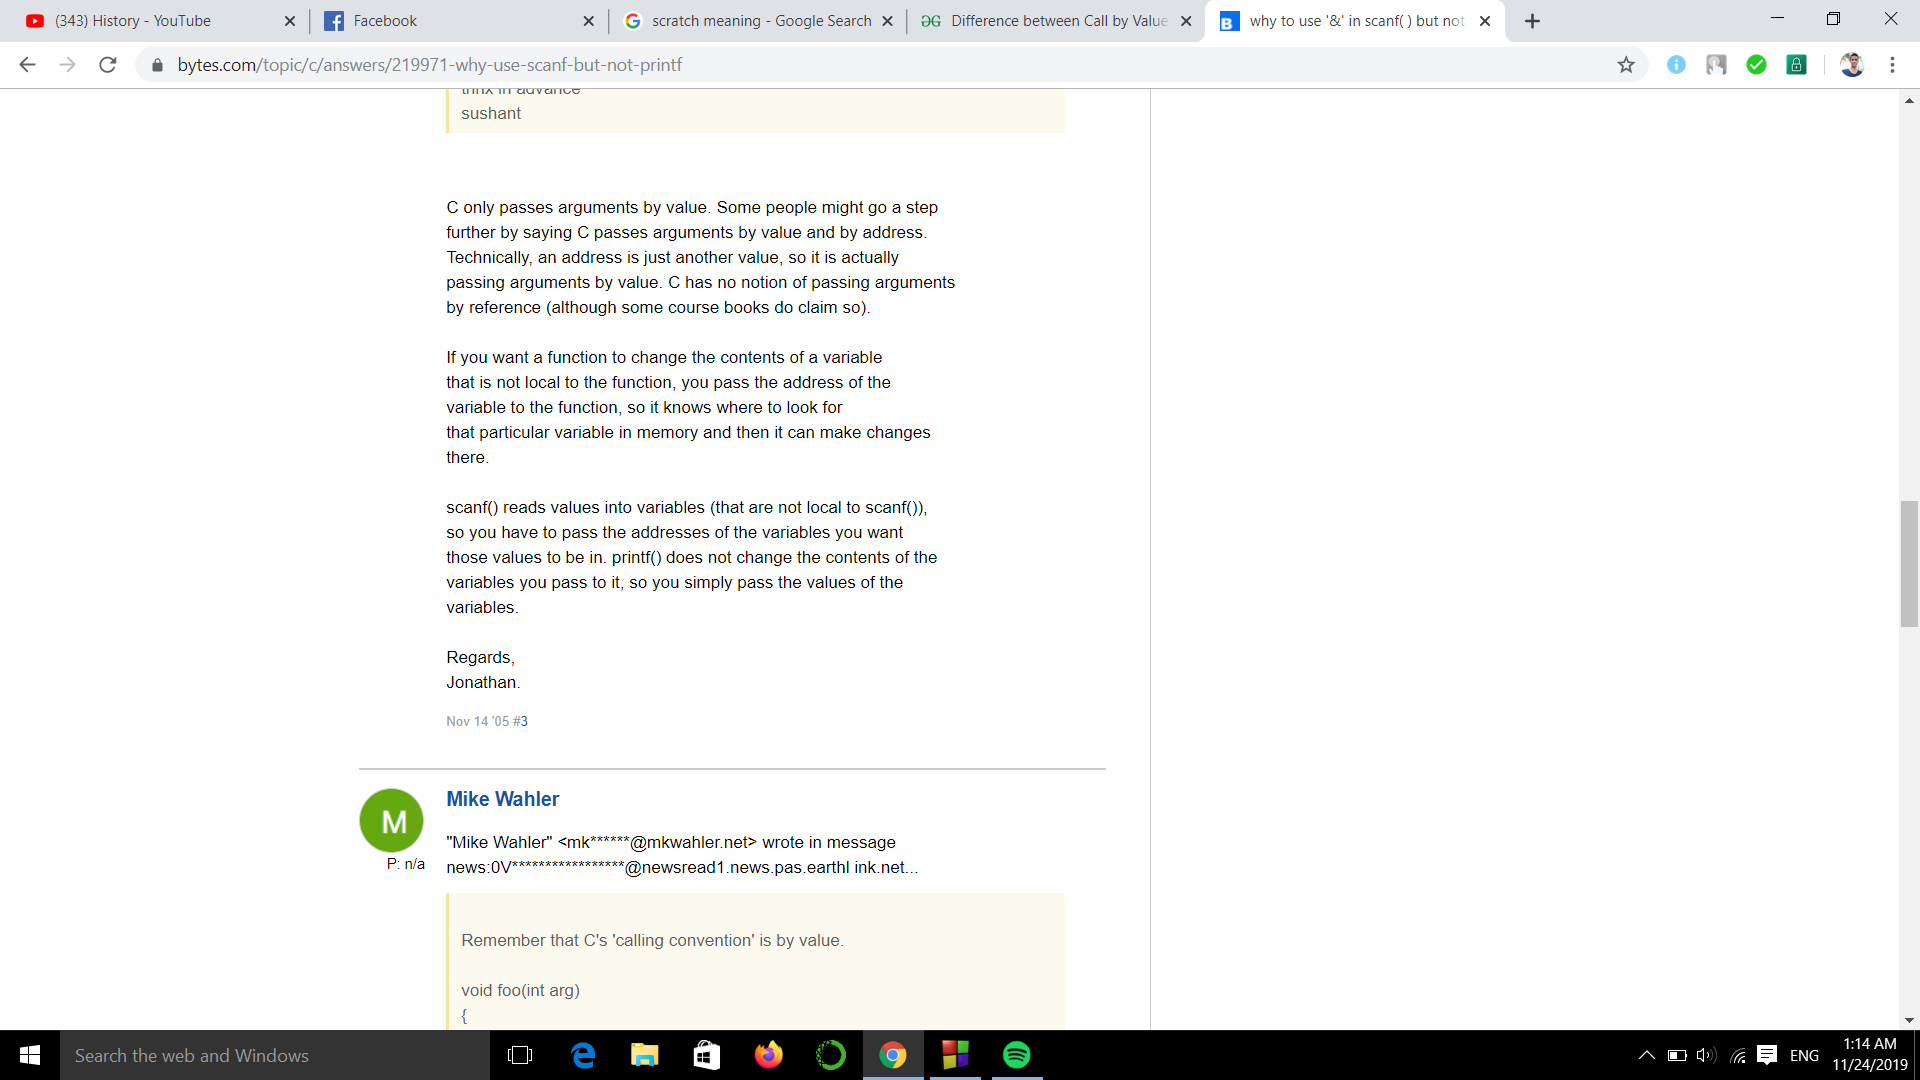 (343) History - YouTube
Facebook
scratch meaning - Google Search
Difference between Call by Value
why to use '&' in scanf( ) but not
bytes.com/topic/c/answers/219971-why-use-scanf-but-not-printf
thnx in advance
sushant
C only passes arguments by value. Some people might go a step
further by saying C passes arguments by value and by address.
Technically, an address is just another value, so it is actually
passing arguments by value. C has no notion of passing arguments
by reference (although some course books do claim so).
If you want a function to change the contents of a variable
that is not local to the function, you pass the address of the
variable to the function, so it knows where to look for
that particular variable in memory and then it can make changes
there.
scanf() reads values into variables (that are not local to scanf()),
so you have to pass the addresses of the variables you want
those values to be in. printf() does not change the contents of the
variables you pass to it, so you simply pass the values of the
variables.
Regards,
Jonathan.
Nov 14 '05 #3
M
P: n/a
Mike Wahler
"Mike Wahler" <mk******@mkwahler.net> wrote in message
news:0V*****************@newsread1.news.pas.earthl ink.net...
Remember that C's 'calling convention' is by value.
void foo(int arg)
{
Search the web and Windows
ENG
1:14 AM
11/24/2019